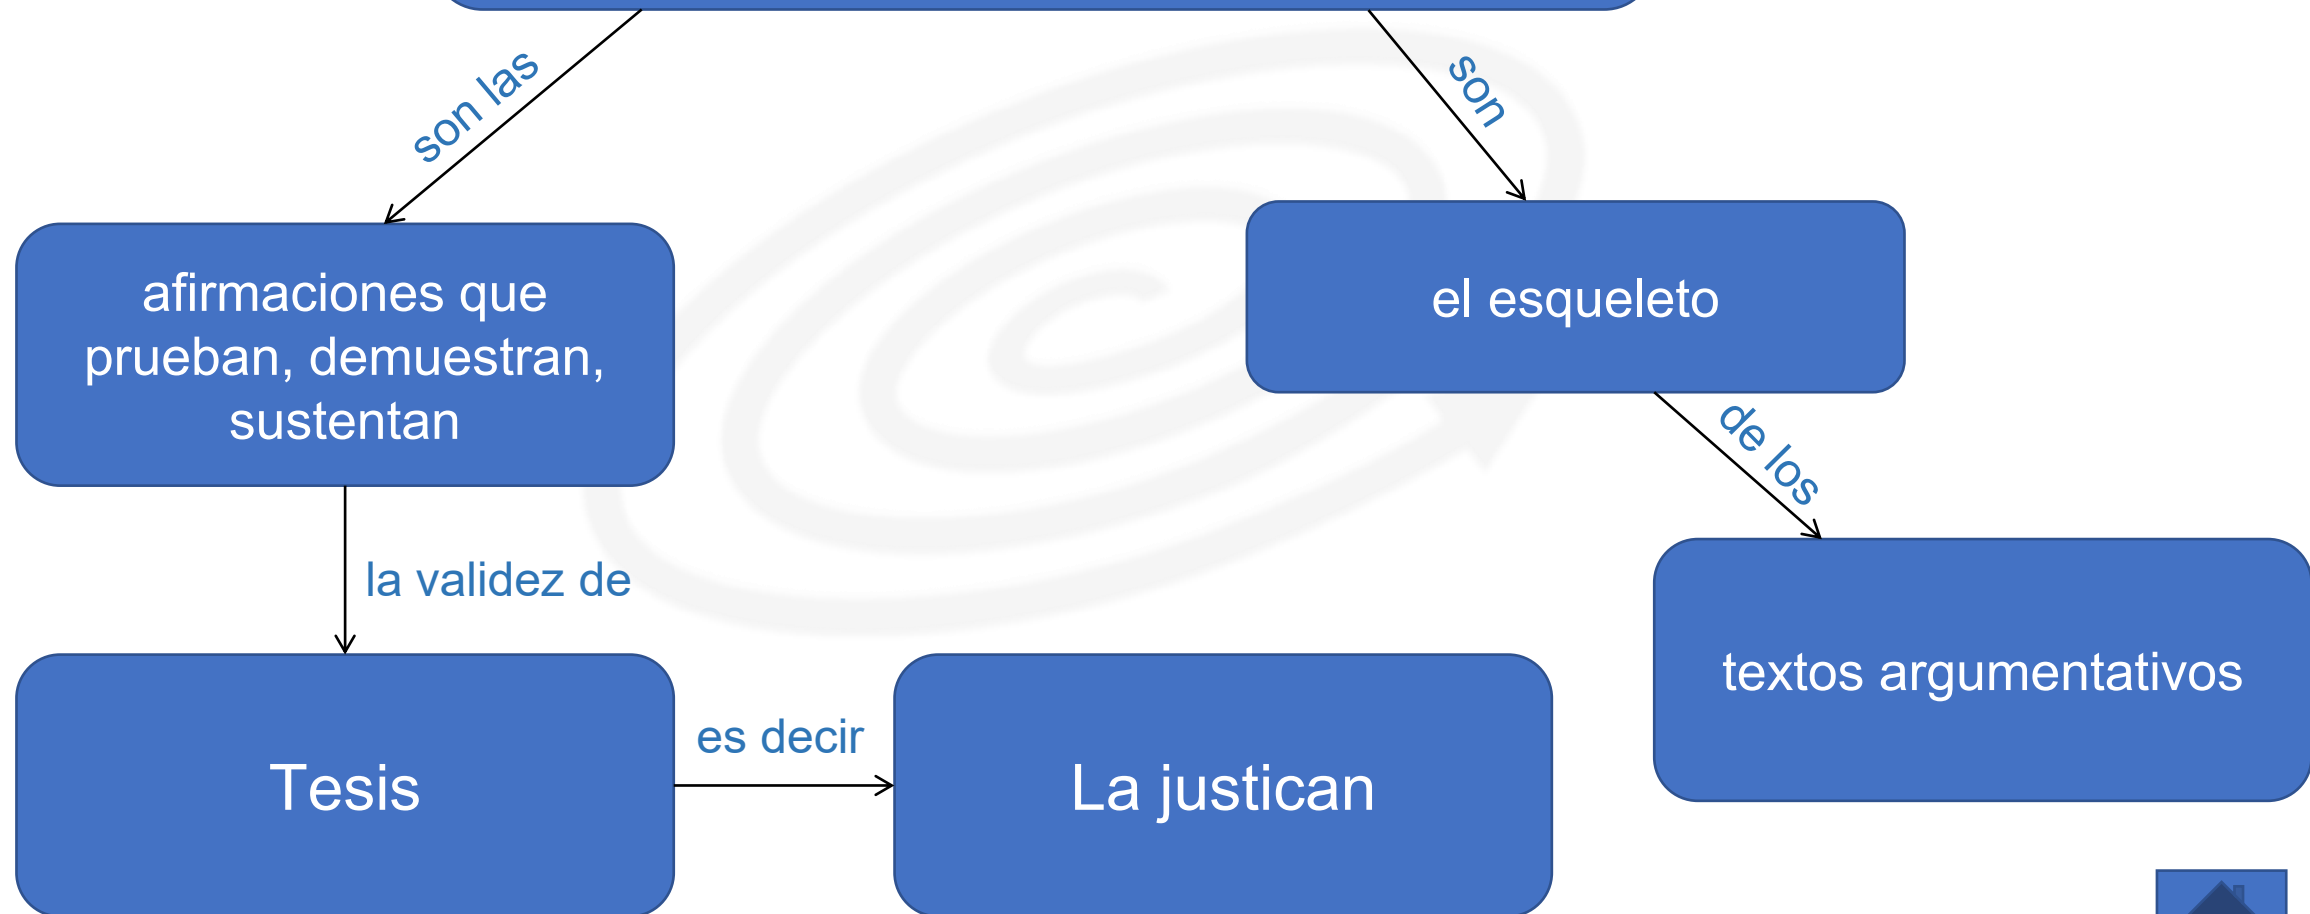 son las
son
afirmaciones que
prueban, demuestran,
sustentan
el esqueleto
de los
la validez de
textos argumentativos
Tesis
es decir
La justican